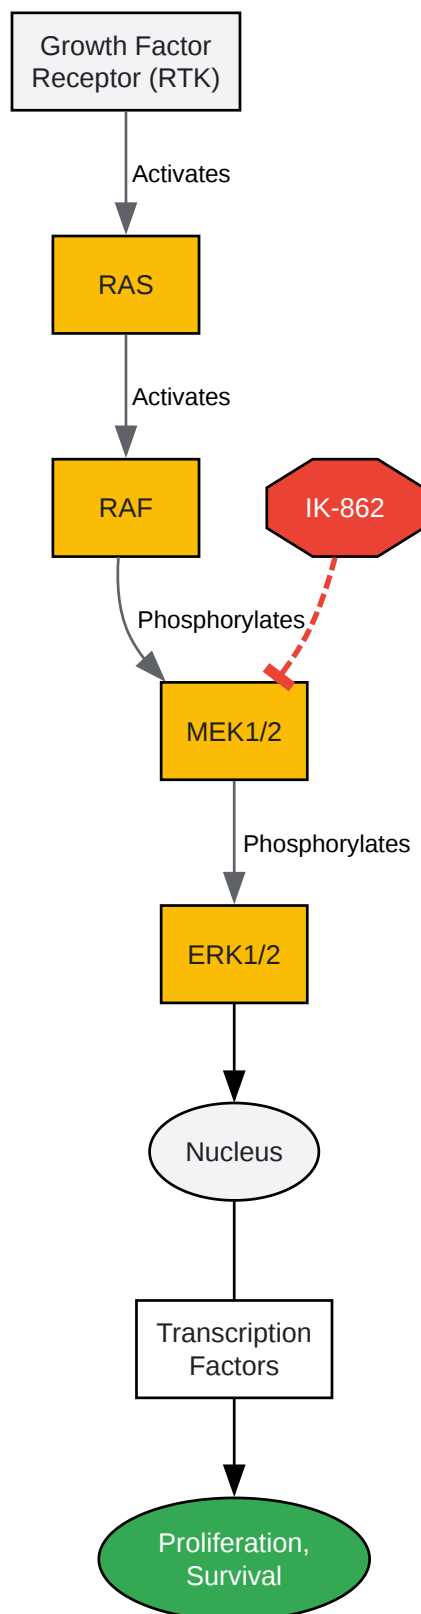 Growth Factor
Receptor (RTK)
Activates
RAS
Activates
RAF
IK-862
Phosphorylates
MEK1/2
Phosphorylates
ERK1/2
Nucleus
Transcription
Factors
Proliferation,
Survival